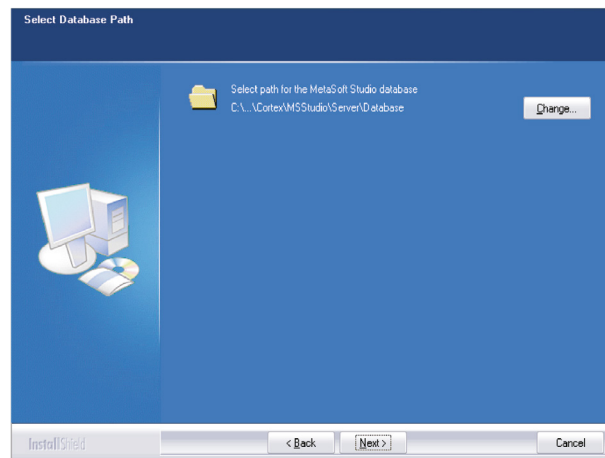 Select Database Path
Select path for the MetaSoft Studio database
C:\...\Cortex\MSStudio\Server\Database
Change...
InstallShield
< Back
Next >
Cancel